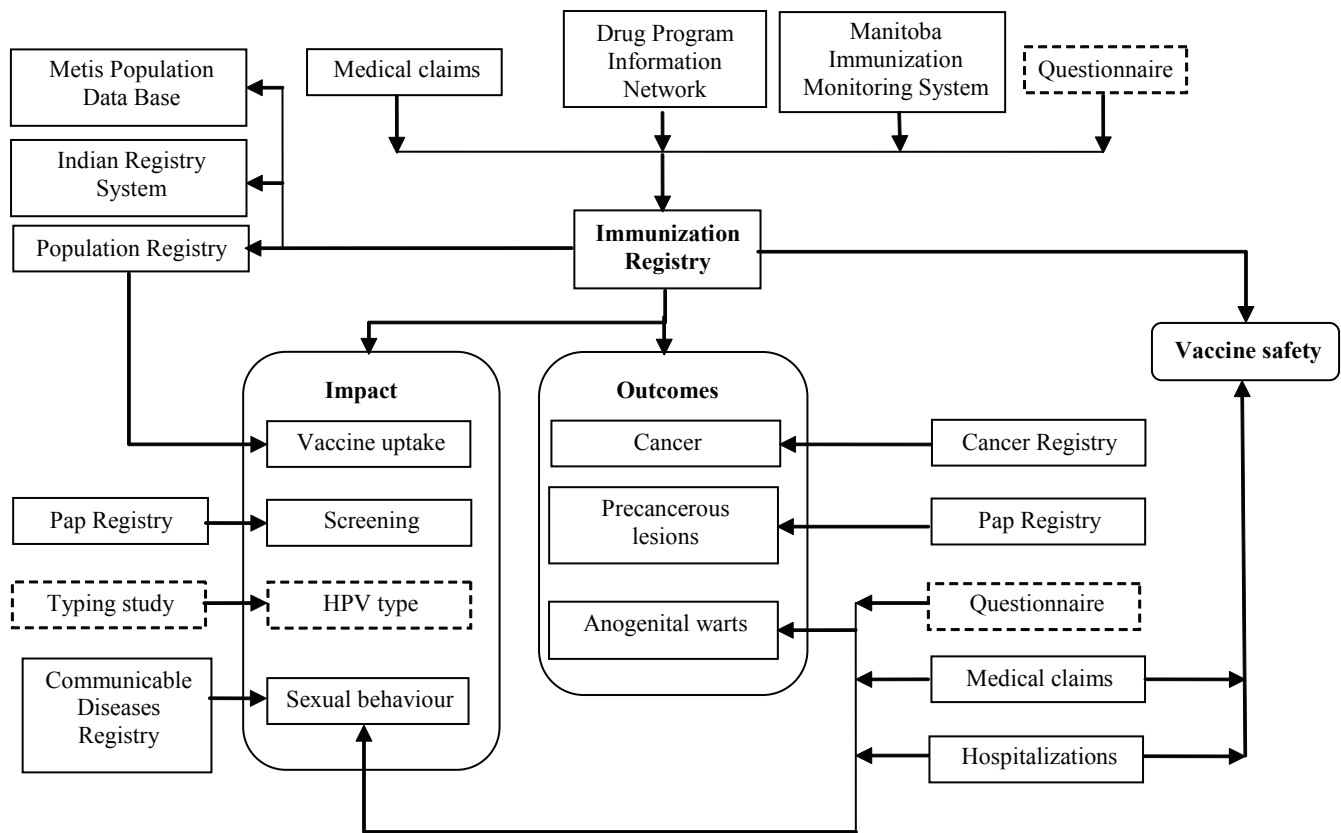 Metis Population
Data Base
Medical claims
Drug Program
Information
Network
Manitoba
Immunization
Monitoring System
Questionnaire
Indian Registry
System
Population Registry
Immunization
Registry
Vaccine safety
Impact
Vaccine uptake
Screening
HPV type
Sexual behaviour
Outcomes
Cancer
Precancerous
lesions
Anogenital warts
Pap Registry
Typing study
Communicable
Diseases
Registry
Cancer Registry
Pap Registry
Questionnaire
Medical claims
Hospitalizations